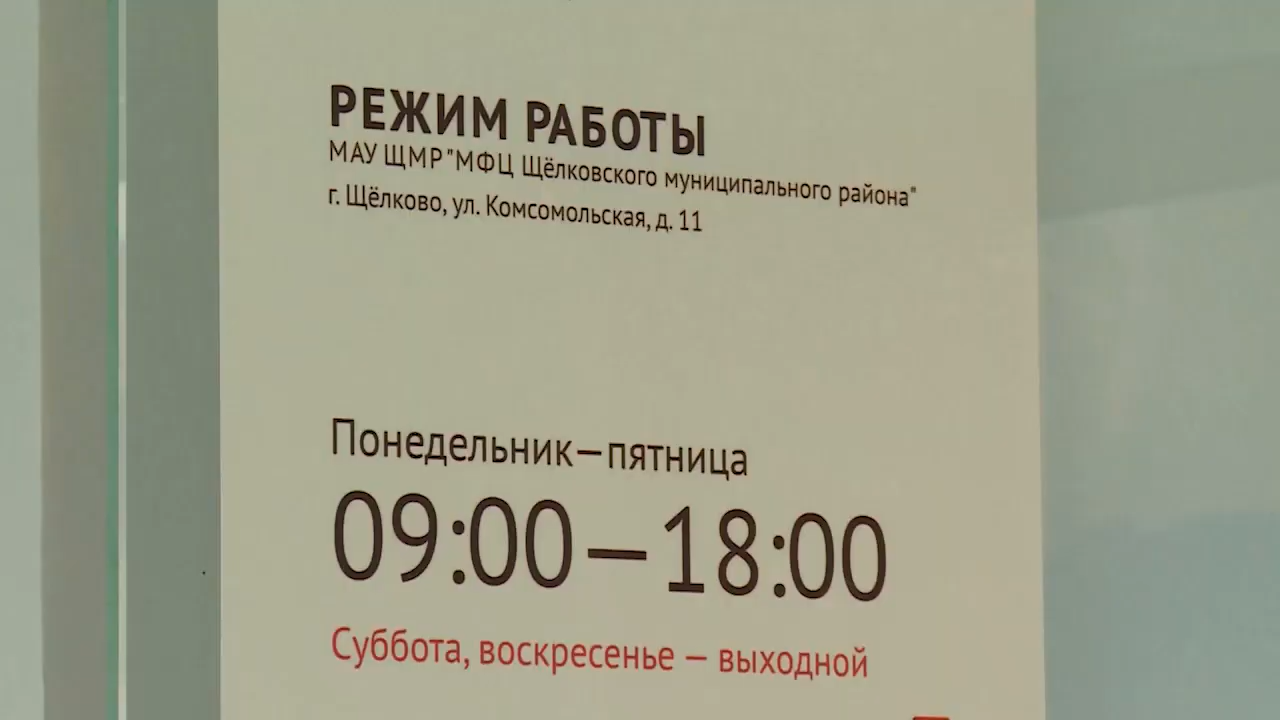 РЕЖИМ РАБОТЫ
МАУ ЩМР "МФЦ Щёлковского муниципального района"
г. Щёлково, ул. Комсомольская, д. 11
Понедельник—пятница
09:00—18:00
Суббота, воскресенье — выходной